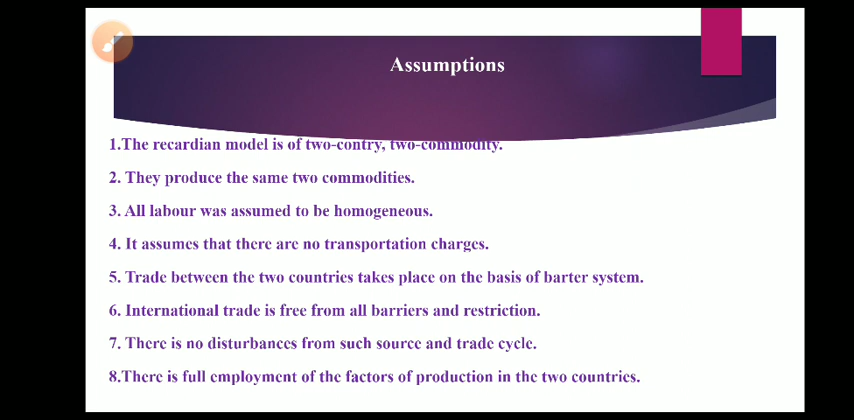 Assumptions
1.The recardian model is of two-contry, two-commodity.
2. They produce the same two commodities.
3. All labour was assumed to be homogeneous.
4. It assumes that there are no transportation charges.
5. Trade between the two countries takes place on the basis of barter system.
6. International trade is free from all barriers and restriction.
7. There is no disturbances from such source and trade cycle.
8.There is full employment of the factors of production in the two countries.